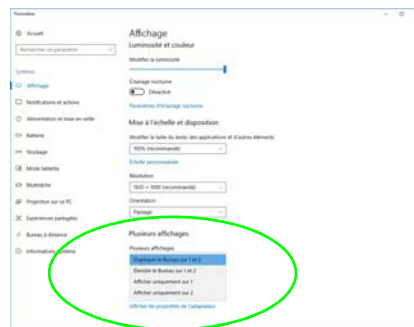 Paramètres
Accueil
Rechercher un paramètre
Système
Affichage
Notifications et actions
Alimentation et mise en veille
Batterie
Stockage
Mode tablette
Multitâche
Projection sur ce PC
Expériences partagées
Bureau à distance
Informations système
Affichage
Luminosité et couleur
Modifier la luminosité
Éclairage nocturne
Désactivé
Paramètres d'éclairage nocturne
Mise à l'échelle et disposition
Modifier la taille du texte, des applications et d'autres éléments
100% (recommandé)
Échelle personnalisée
Résolution
1920 × 1080 (recommandé)
Orientation
Paysage
Plusieurs affichages
Plusieurs affichages
Dupliquer le Bureau sur 1 et 2
Étendre le Bureau sur 1 et 2
Afficher uniquement sur 1
Afficher uniquement sur 2
Afficher les propriétés de l'adaptateur